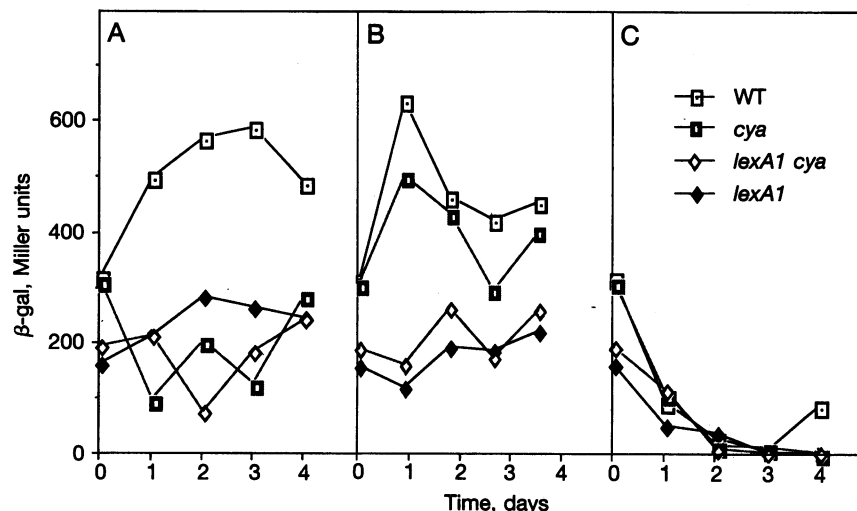 A B C
WT
cya
lexA1 cya
lexA1
β-gal, Miller units
600
400
200
0
0 1 2 3 4 0 1 2 3 4 0 1 2 3 4
Time, days